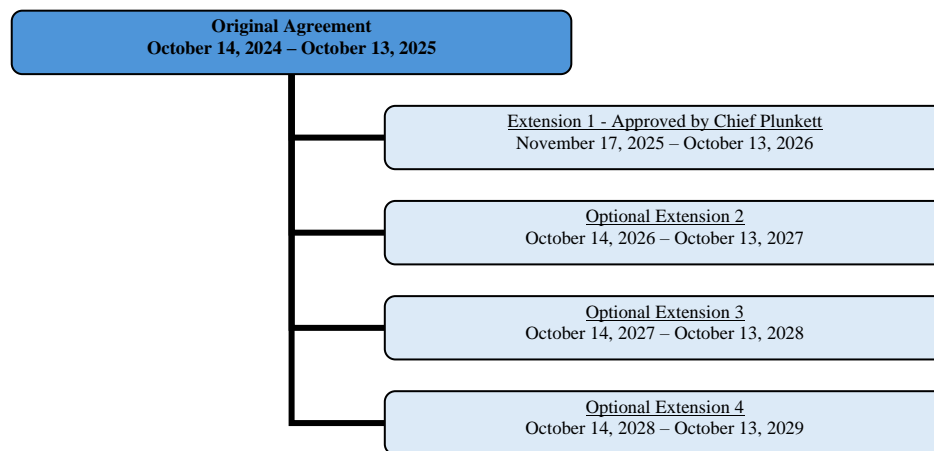 Original Agreement
October 14, 2024 – October 13, 2025
Extension 1 - Approved by Chief Plunkett
November 17, 2025 – October 13, 2026
Optional Extension 2
October 14, 2026 – October 13, 2027
Optional Extension 3
October 14, 2027 – October 13, 2028
Optional Extension 4
October 14, 2028 – October 13, 2029